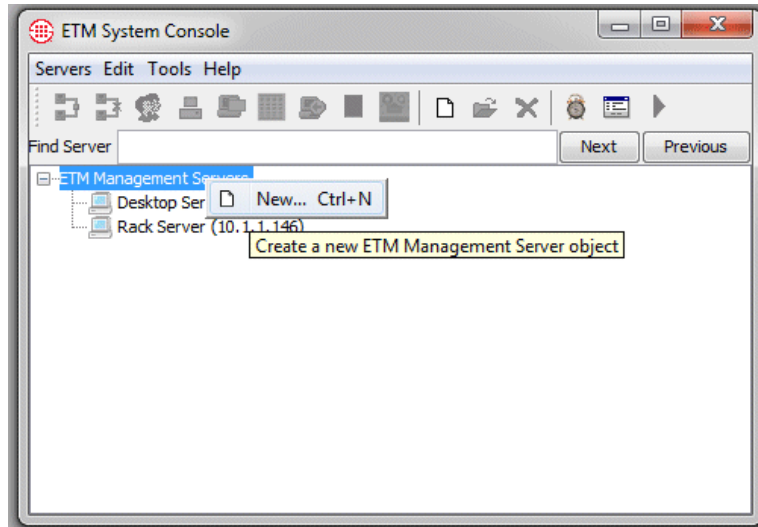 ETM System Console
Servers Edit Tools Help
Find Server Next Previous
ETM Management Servers
Desktop Ser
New... Ctrl+N
Rack Server (10.1.1.146)
Create a new ETM Management Server object